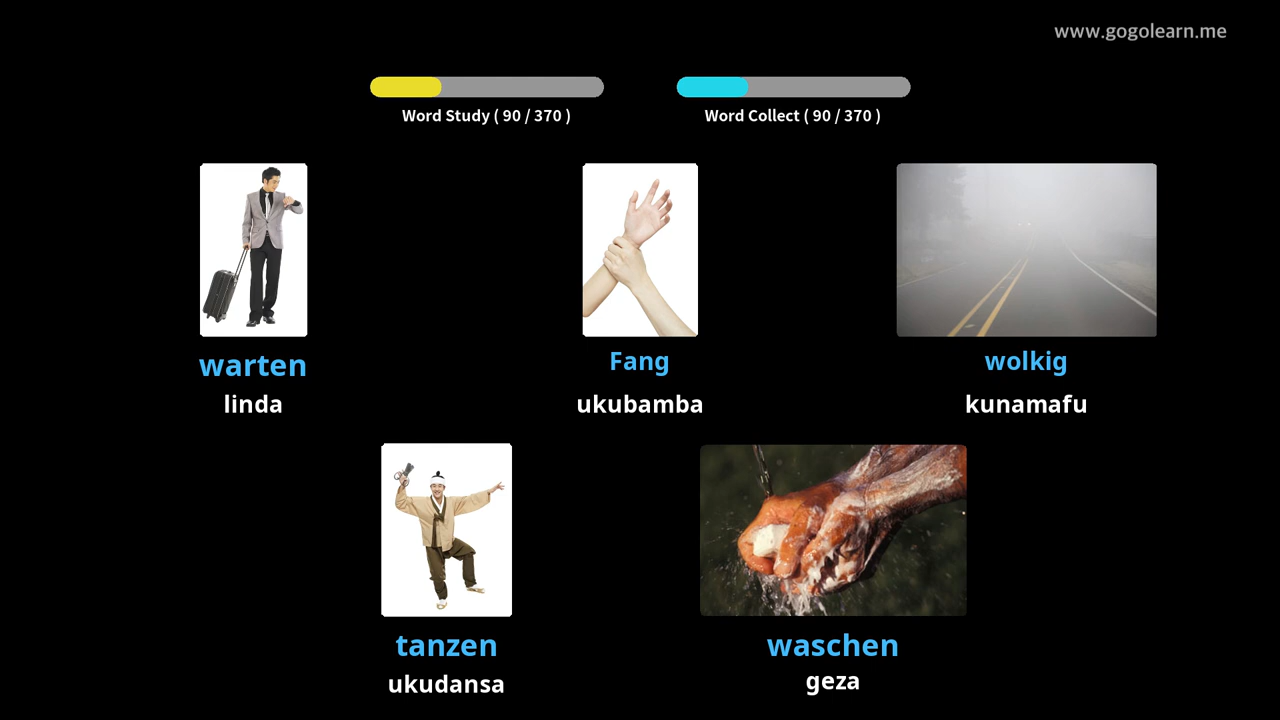 www.gogolearn.me
Word Study ( 90 / 370 )
Word Collect ( 90 / 370 )
warten
linda
Fang
ukubamba
wolkig
kunamafu
tanzen
ukudansa
waschen
geza